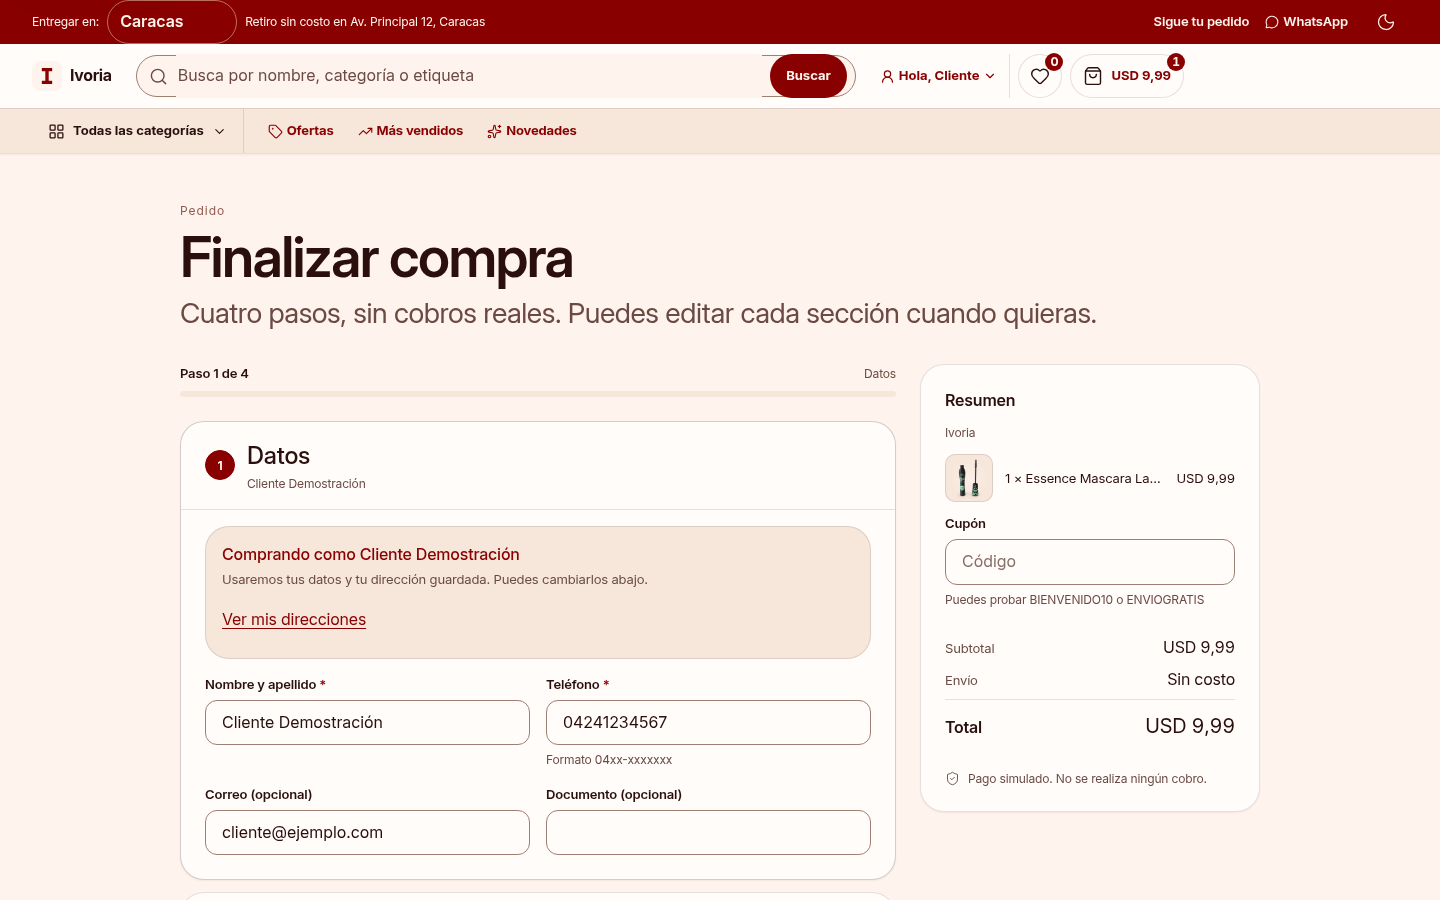 Entregar en: Caracas Retiro sin costo en Av. Principal 12, Caracas Sigue tu pedido WhatsApp
I Ivoria Busca por nombre, categoría o etiqueta Buscar Hola, Cliente 0 USD 9,99 1
Todas las categorías Ofertas Más vendidos Novedades
Pedido
Finalizar compra
Cuatro pasos, sin cobros reales. Puedes editar cada sección cuando quieras.
Paso 1 de 4 Datos
1 Datos
Cliente Demostración
Comprando como Cliente Demostración
Usaremos tus datos y tu dirección guardada. Puedes cambiarlos abajo.
Ver mis direcciones
Nombre y apellido * Teléfono *
Cliente Demostración 04241234567
Formato 04xx-xxxxxxx
Correo (opcional) Documento (opcional)
cliente@ejemplo.com
Resumen
Ivoria
1 × Essence Mascara La... USD 9,99
Cupón
Código
Puedes probar BIENVENIDO10 o ENVIOGRATIS
Subtotal USD 9,99
Envío Sin costo
Total USD 9,99
Pago simulado. No se realiza ningún cobro.